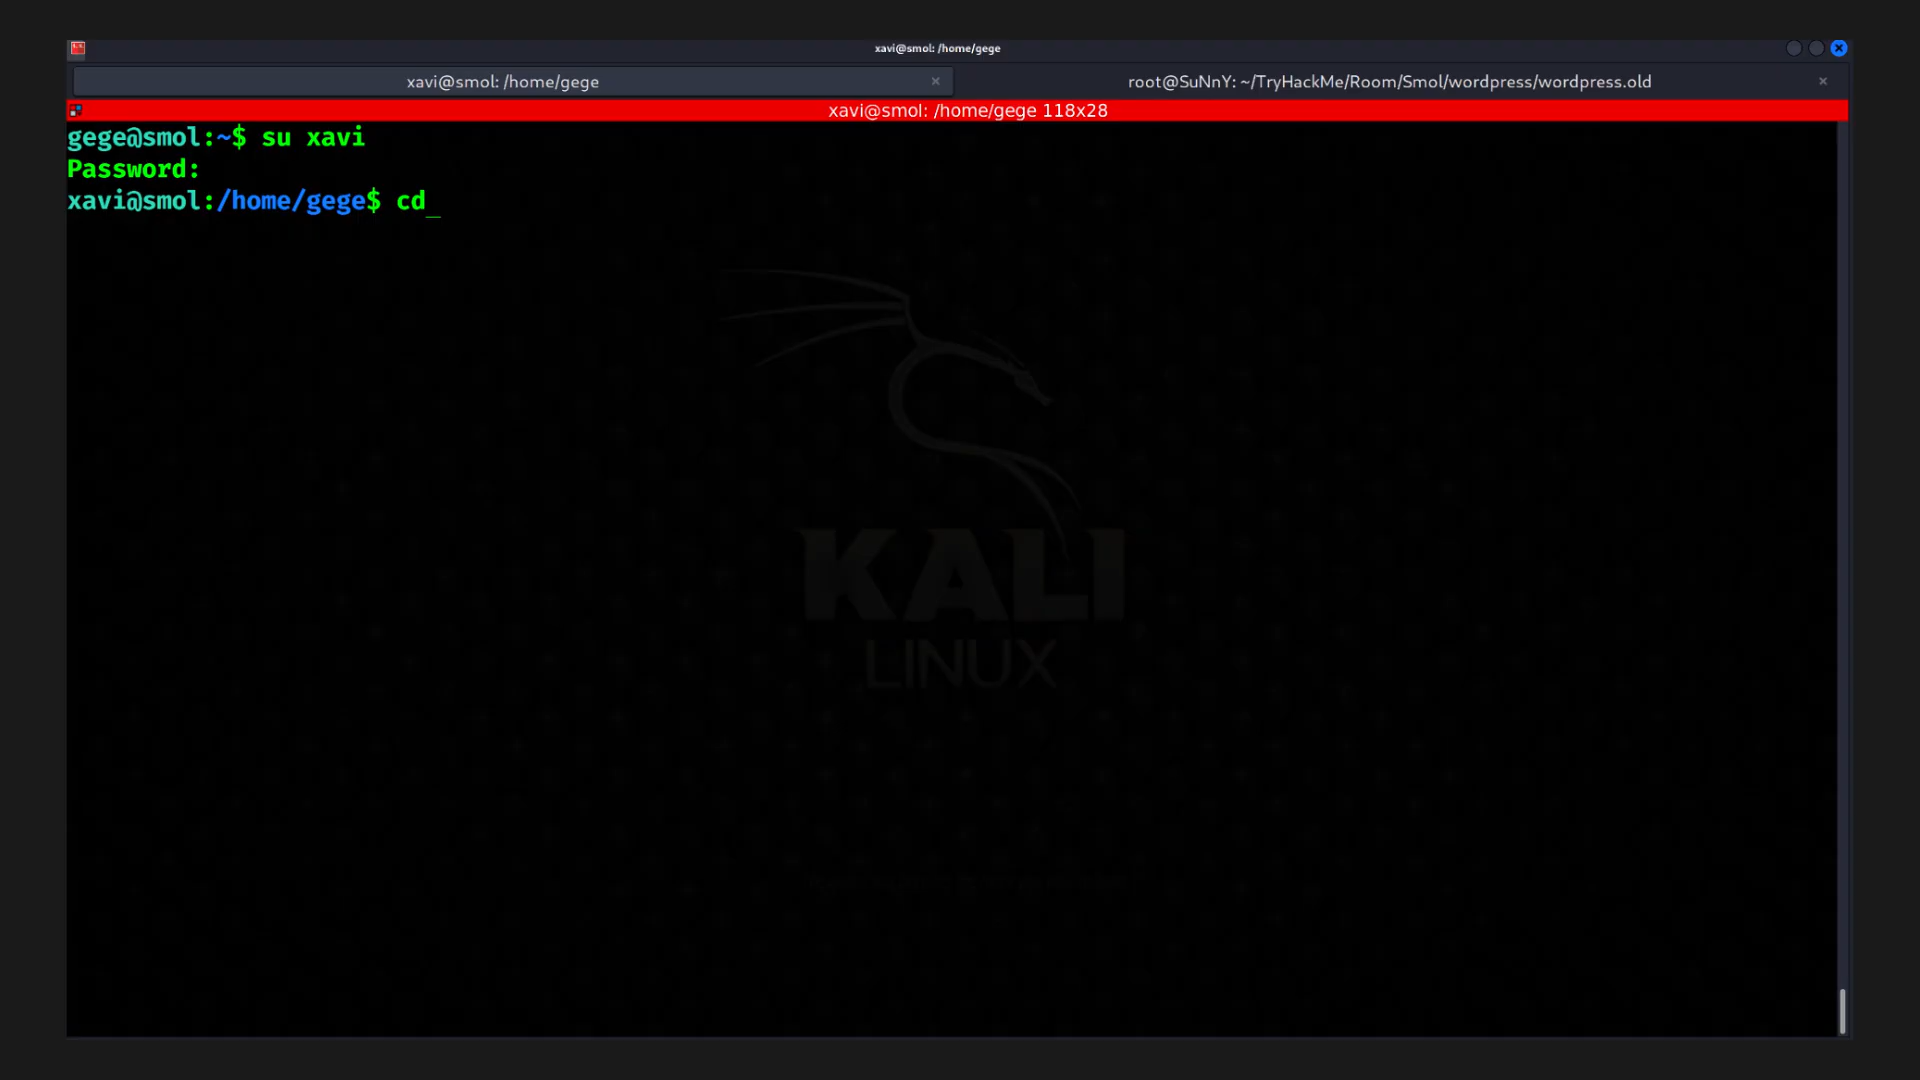 xavi@smol: /home/gege
xavi@smol: /home/gege
root@SuNnY: ~/TryHackMe/Room/Smol/wordpress/wordpress.old
xavi@smol: /home/gege 118x28
gege@smol:~$ su xavi
Password:
xavi@smol:/home/gege$ cd_
KALI
LINUX